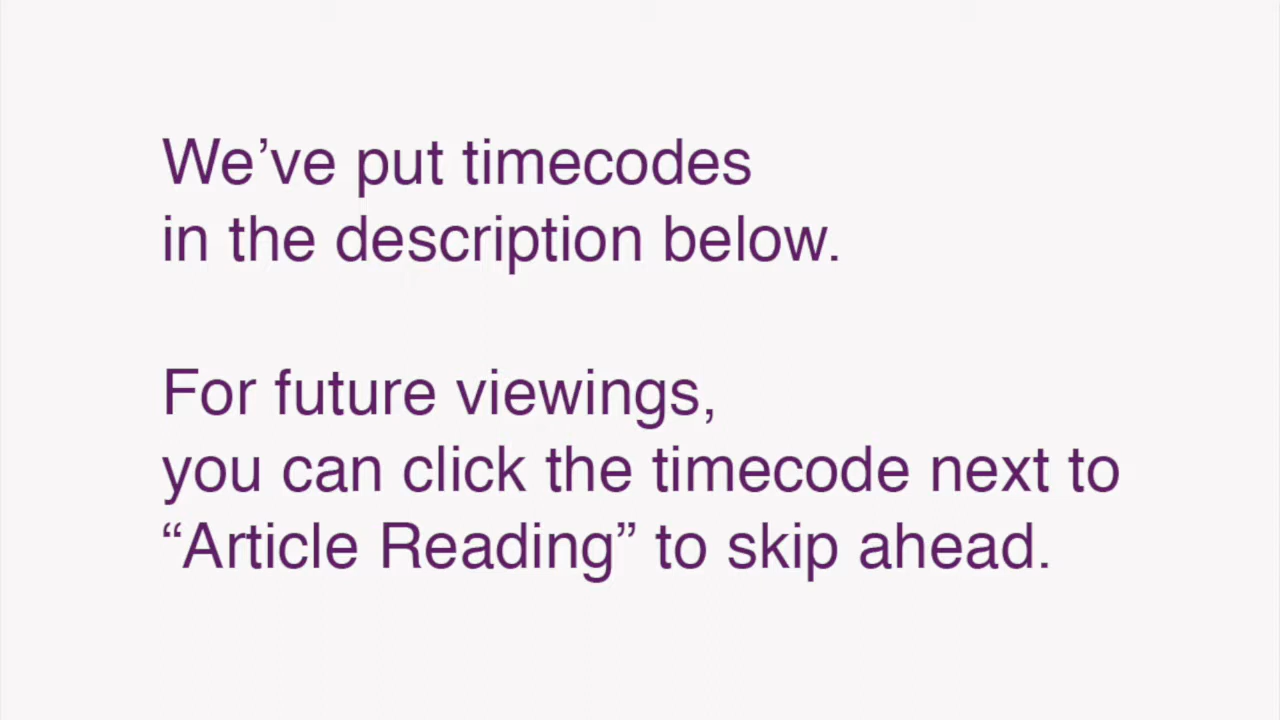 We’ve put timecodes
in the description below.
For future viewings,
you can click the timecode next to
“Article Reading” to skip ahead.